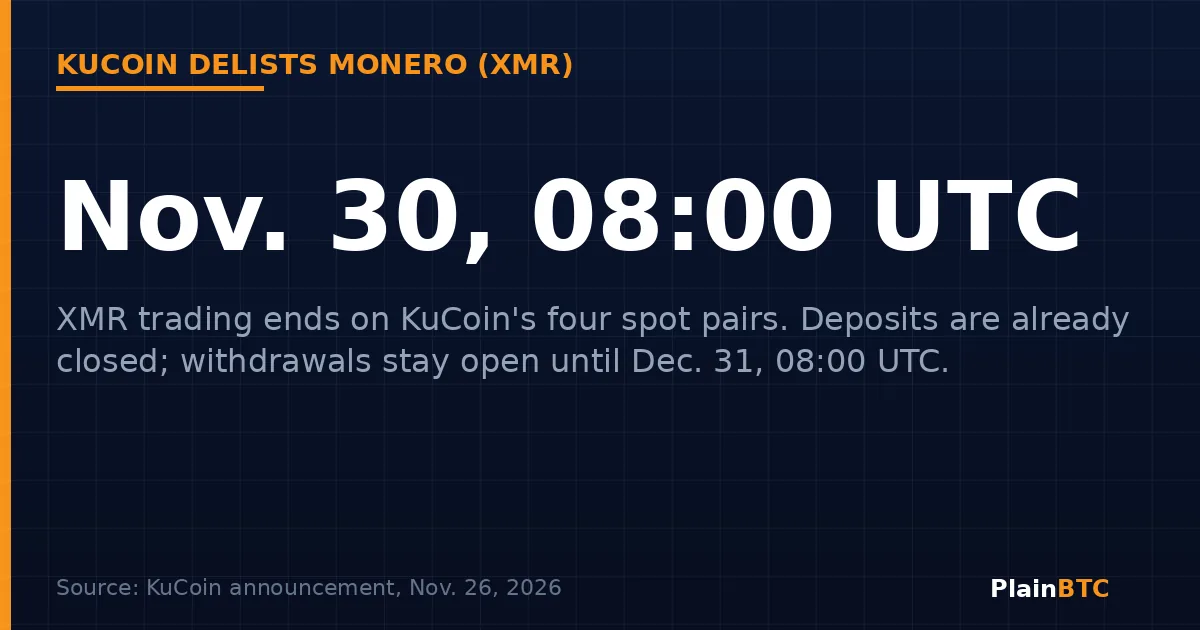 KUCOIN DELISTS MONERO (XMR)
Nov. 30, 08:00 UTC
XMR trading ends on KuCoin's four spot pairs. Deposits are already
closed; withdrawals stay open until Dec. 31, 08:00 UTC.
Source: KuCoin announcement, Nov. 26, 2026
PlainBTC